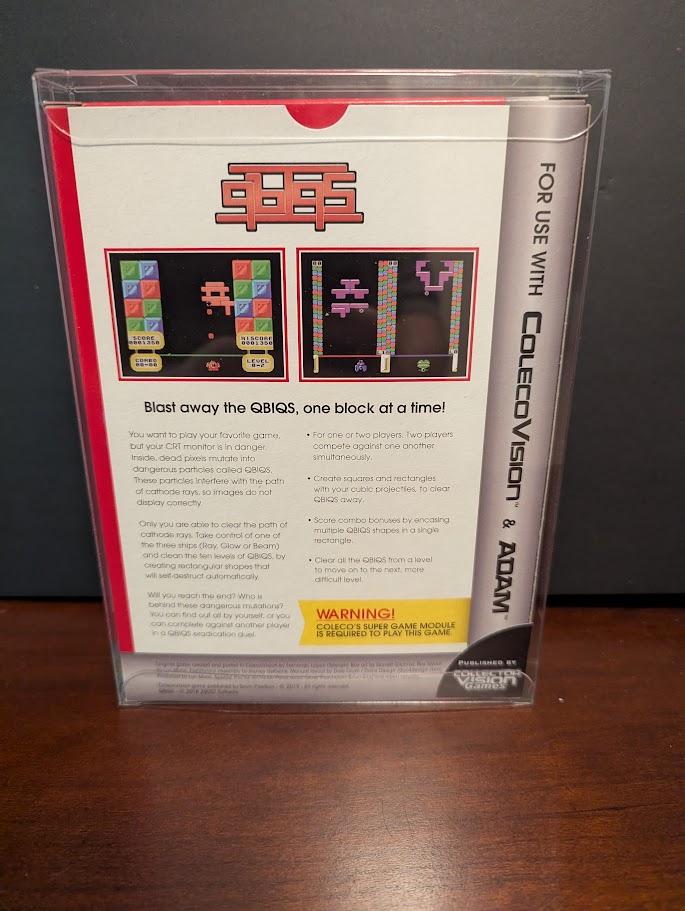 QBIQS
SCORE
0001350
HISCORE
0001350
COMBO
00-00
LEVEL
0-2
Blast away the QBIQS, one block at a time!
You want to play your favorite game,
but your CRT monitor is in danger.
Inside, dead pixels mutate into
dangerous particles called QBIQS.
These particles interfere with the path
of cathode rays, so images do not
display correctly.
Only you are able to clear the path of
cathode rays. Take control of one of
the three ships (Ray, Glow or Beam)
and clean the ten levels of QBIQS, by
creating rectangular shapes that
will self-destruct automatically.
Will you reach the end? Who is
behind these dangerous mutations?
You can find out all by yourself, or you
can complete against another player
in a QBIQS eradication duel.
• For one or two players. Two players
compete against one another
simultaneously.
• Create squares and rectangles
with your cubic projectiles, to clear
QBIQS away.
• Score combo bonuses by encasing
multiple QBIQS shapes in a single
rectangle.
• Clear all the QBIQS from a level
to move on to the next, more
difficult level.
WARNING!
COLECO'S SUPER GAME MODULE
IS REQUIRED TO PLAY THIS GAME
FOR USE WITH COLECOVISION™ & ADAM™
PUBLISHED BY
COLLECTOR
VISION
Games